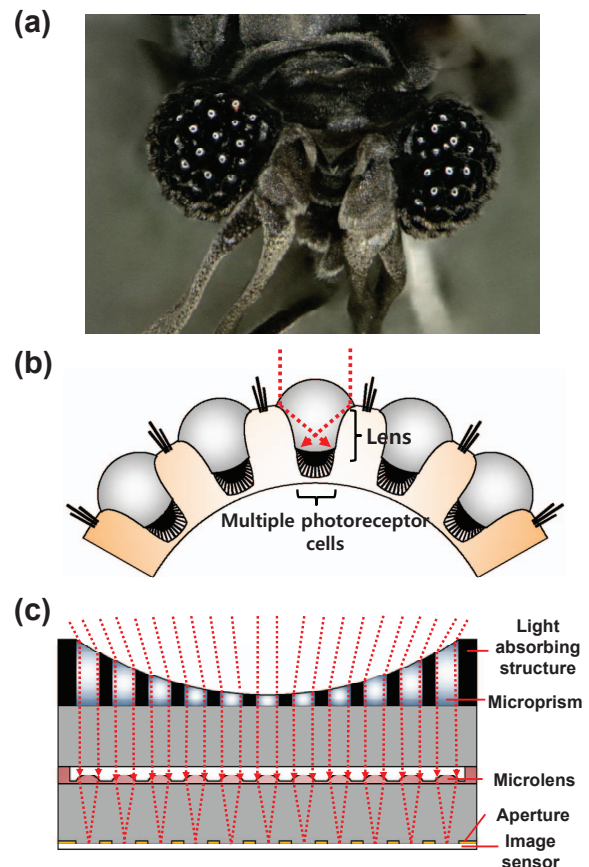 (a)
(b)
Lens
Multiple photoreceptor
cells
(c)
Light
absorbing
structure
Microprism
Microlens
Aperture
Image
sensor